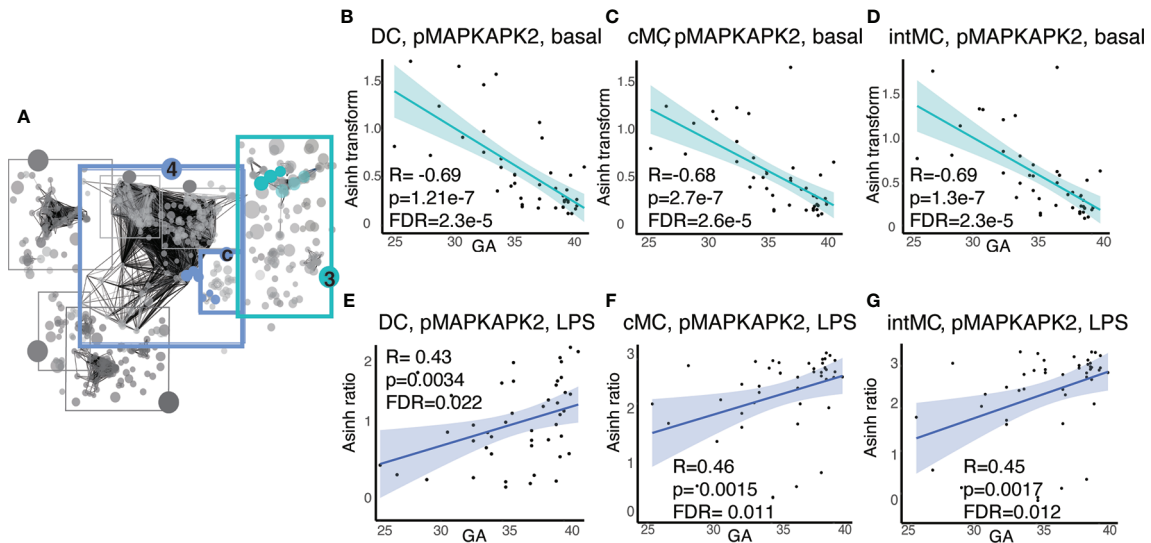 A
4
c
3
B
DC, pMAPKAPK2, basal
Asinh transform
1.5
1.0
0.5
0
R= -0.69
p=1.21e-7
FDR=2.3e-5
25 30 35 40
GA
C
cMC, pMAPKAPK2, basal
Asinh transform
1.5
1.0
0.5
0
R=-0.68
p=2.7e-7
FDR=2.6e-5
25 30 35 40
GA
D
intMC, pMAPKAPK2, basal
Asinh transform
1.5
1.0
0.5
0
R=-0.69
p=1.3e-7
FDR=2.3e-5
25 30 35 40
GA
E
DC, pMAPKAPK2, LPS
Asinh ratio
2
1
0
R= 0.43
p=0.0034
FDR=0.022
25 30 35 40
GA
F
cMC, pMAPKAPK2, LPS
Asinh ratio
3
2
1
0
R=0.46
p= 0.0015
FDR= 0.011
25 30 35 40
GA
G
intMC, pMAPKAPK2, LPS
Asinh ratio
3
2
1
0
R=0.45
p=0.0017
FDR=0.012
25 30 35 40
GA